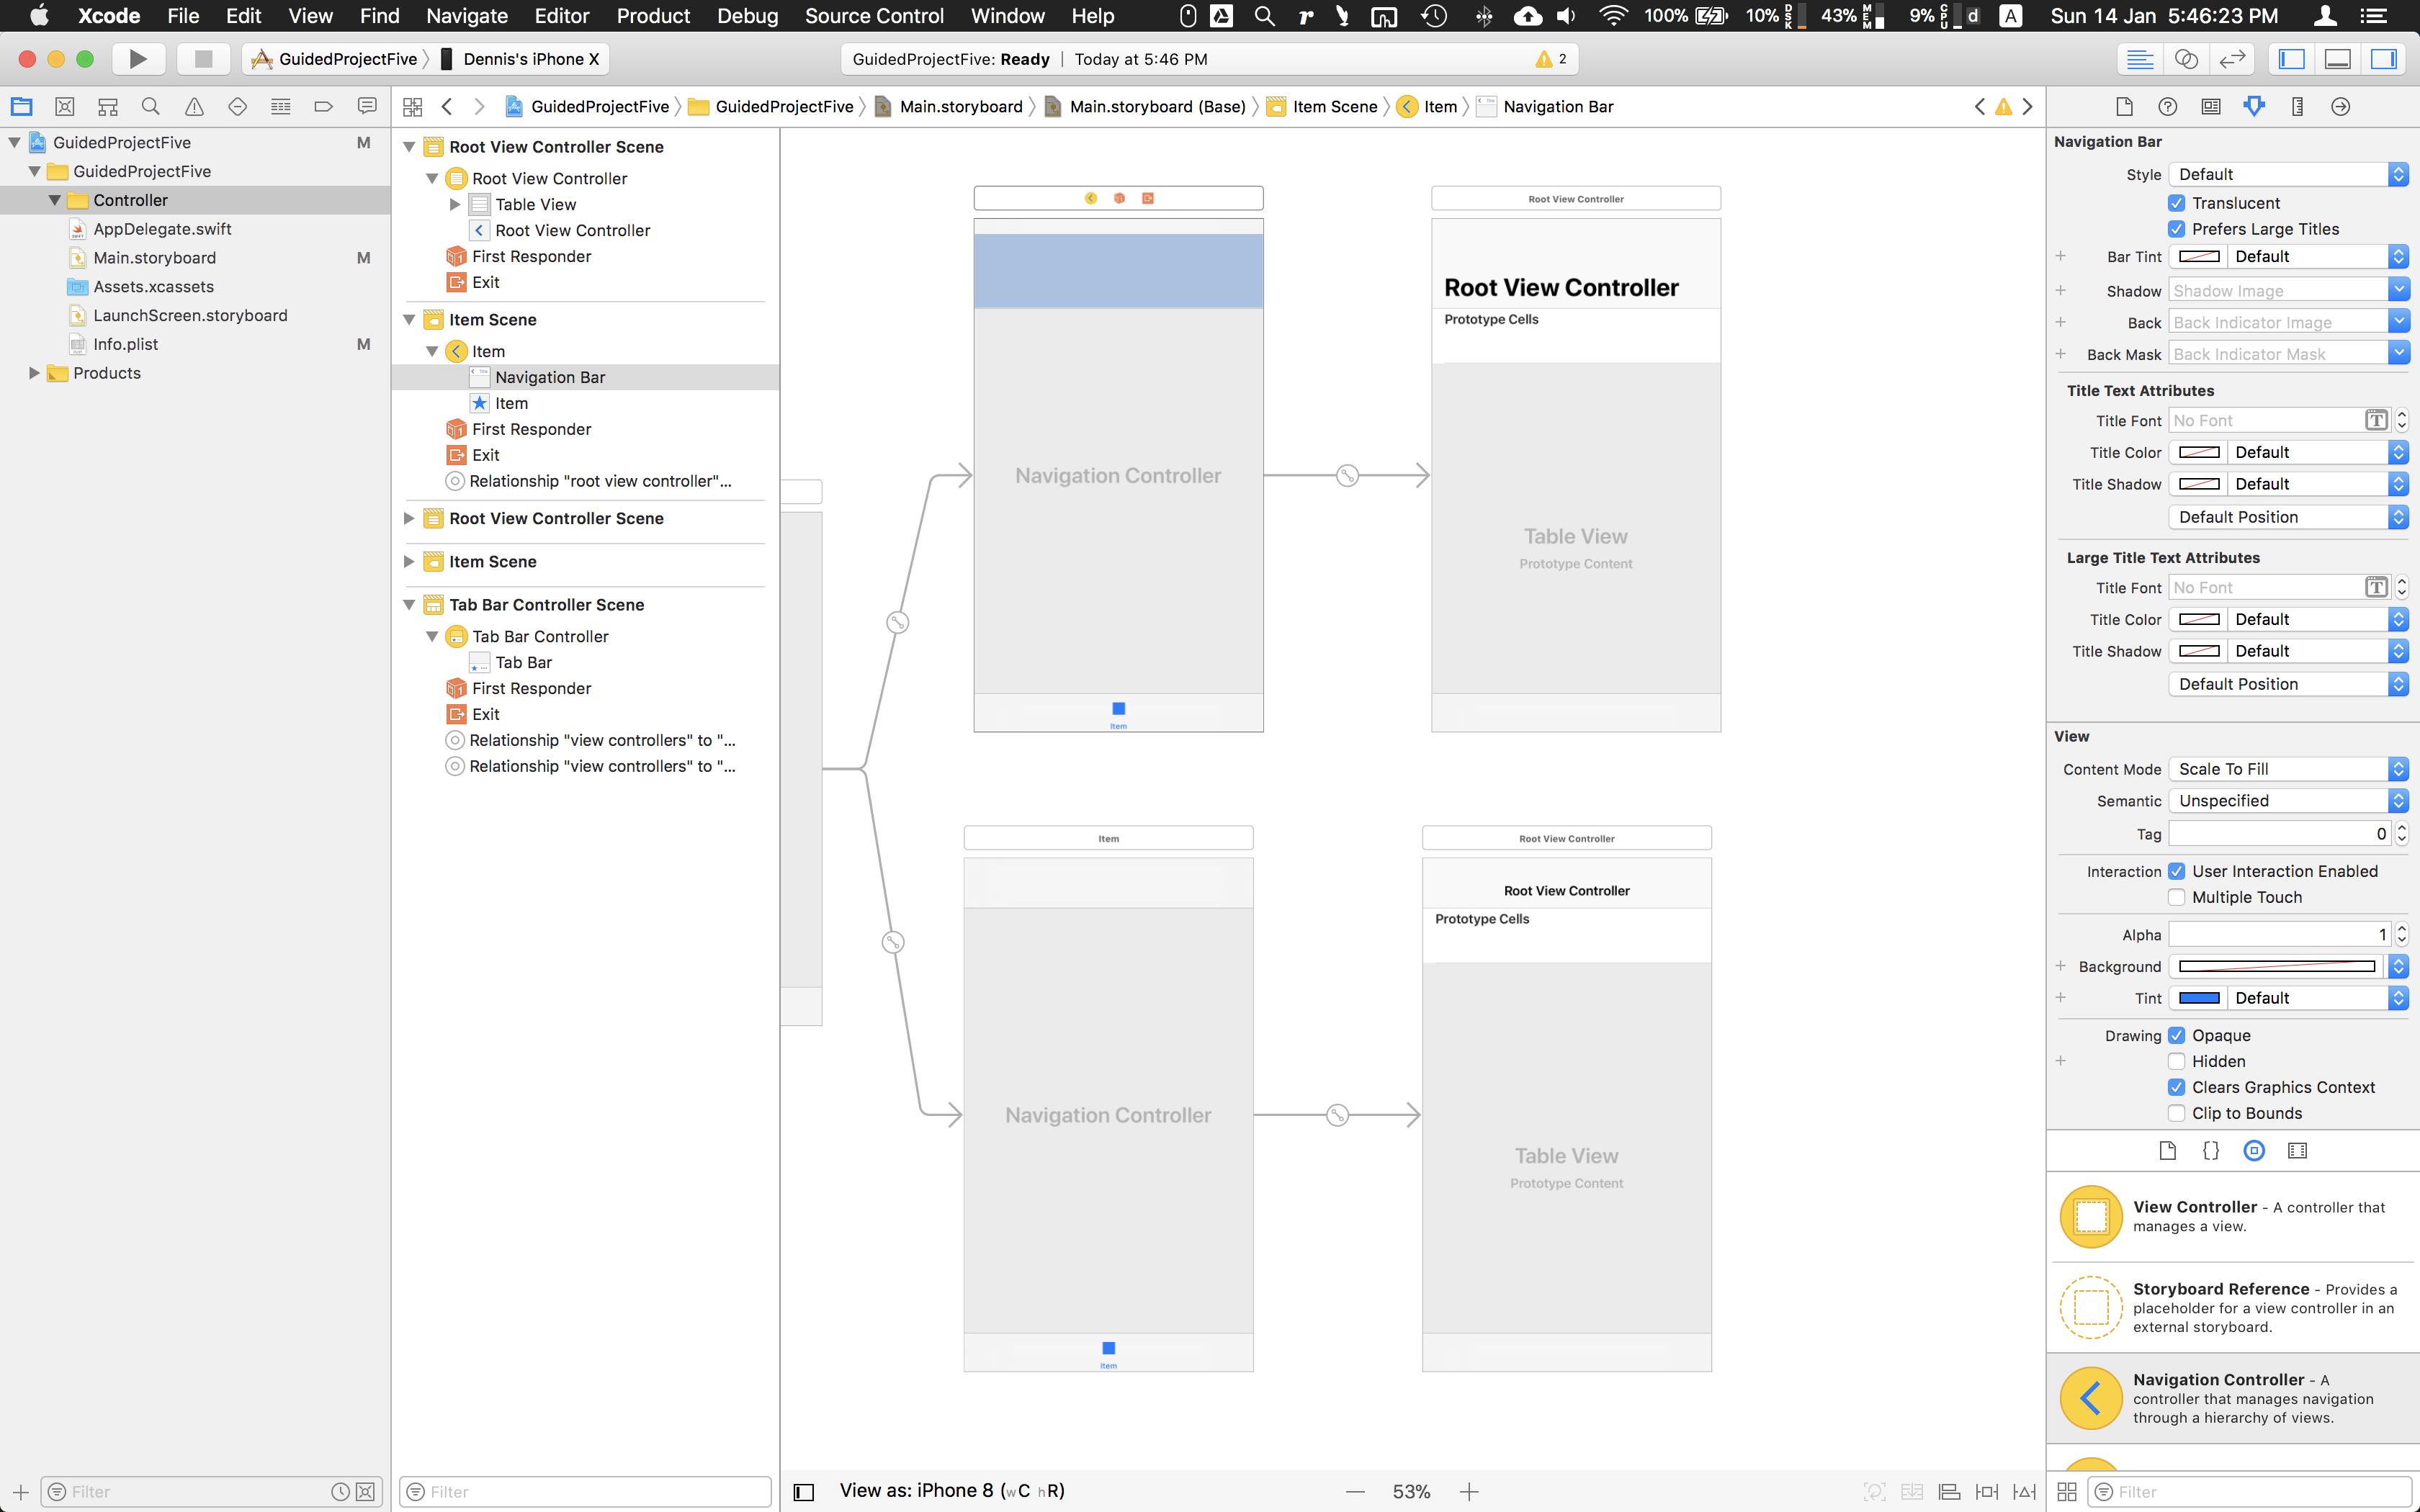 Xcode File Edit View Find Navigate Editor Product Debug Source Control Window Help 100% 10% DSK 43% MEM 9% CPU d A Sun 14 Jan 5:46:23 PM
GuidedProjectFive Dennis's iPhone X
GuidedProjectFive: Ready | Today at 5:46 PM 2
GuidedProjectFive GuidedProjectFive Main.storyboard Main.storyboard (Base) Item Scene Item Navigation Bar
GuidedProjectFive M
GuidedProjectFive
Controller
AppDelegate.swift
Main.storyboard M
Assets.xcassets
LaunchScreen.storyboard
Info.plist M
Products
Filter
Root View Controller Scene
Root View Controller
Table View
Root View Controller
First Responder
Exit
Item Scene
Item
Navigation Bar
Item
First Responder
Exit
Relationship "root view controller"...
Root View Controller Scene
Item Scene
Tab Bar Controller Scene
Tab Bar Controller
Tab Bar
First Responder
Exit
Relationship "view controllers" to "...
Relationship "view controllers" to "...
Filter
Navigation Controller
Item
Root View Controller
Root View Controller
Prototype Cells
Table View
Prototype Content
Item
Navigation Controller
Item
Root View Controller
Root View Controller
Prototype Cells
Table View
Prototype Content
View as: iPhone 8 (wC hR)
53%
Navigation Bar
Style Default
Translucent
Prefers Large Titles
Bar Tint Default
Shadow Shadow Image
Back Back Indicator Image
Back Mask Back Indicator Mask
Title Text Attributes
Title Font No Font T
Title Color Default
Title Shadow Default
Default Position
Large Title Text Attributes
Title Font No Font T
Title Color Default
Title Shadow Default
Default Position
View
Content Mode Scale To Fill
Semantic Unspecified
Tag 0
Interaction User Interaction Enabled
Multiple Touch
Alpha 1
Background
Tint Default
Drawing Opaque
Hidden
Clears Graphics Context
Clip to Bounds
View Controller - A controller that
manages a view.
Storyboard Reference - Provides a
placeholder for a view controller in an
external storyboard.
Navigation Controller - A
controller that manages navigation
through a hierarchy of views.
Filter